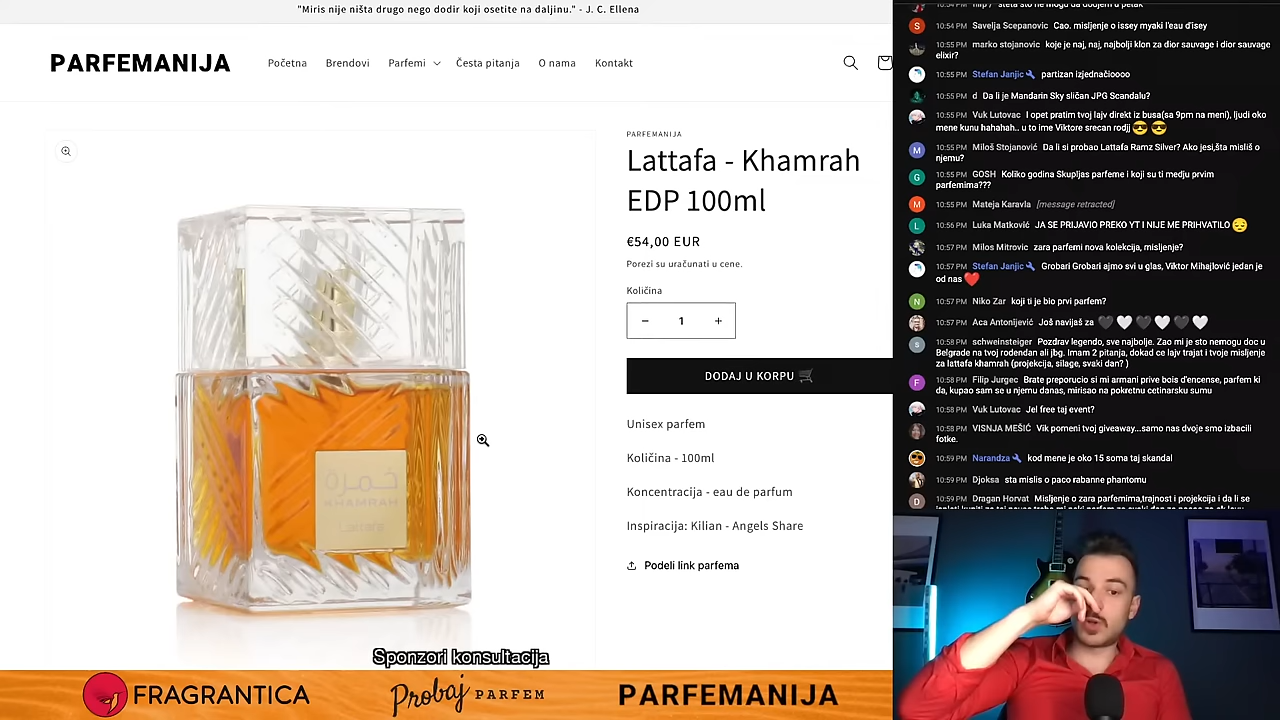 "Miris nije ništa drugo nego dodir koji osetite na daljinu." - J. C. Ellena
PARFEMANIJA
Početna
Brendovi
Parfemi
Česta pitanja
O nama
Kontakt
PARFEMANIJA
Lattafa - Khamrah
EDP 100ml
€54,00 EUR
Porezi su uračunati u cene.
Količina
− 1 +
DODAJ U KORPU 🛒
Unisex parfem
Količina - 100ml
Koncentracija - eau de parfum
Inspiracija: Kilian - Angels Share
Podeli link parfema
خمرة
KHAMRAH
Lattafa
Sponzori konsultacija
FRAGRANTICA
Probaj PARFEM
PARFEMANIJA
10:54 PM Savelja Scepanovic Cao. misljenje o issey myaki l'eau d'isey
10:55 PM marko stojanovic koje je naj, naj, najbolji klon za dior sauvage i dior sauvage
elixir?
10:55 PM Stefan Janjic partizan izjednačioooo
10:55 PM d Da li je Mandarin Sky sličan JPG Scandalu?
10:55 PM Vuk Lutovac I opet pratim tvoj lajv direkt iz busa(sa 9pm na meni), ljudi oko
mene kunu hahahah.. u to ime Viktore srecan rodjj 😎 😎
10:55 PM Miloš Stojanović Da li si probao Lattafa Ramz Silver? Ako jesi,šta misliš o
njemu?
10:55 PM GOSH Koliko godina Skupljas parfeme i koji su ti medju prvim
parfemima???
10:55 PM Mateja Karavla [message retracted]
10:56 PM Luka Matković JA SE PRIJAVIO PREKO YT I NIJE ME PRIHVATILO 😔
10:57 PM Milos Mitrovic zara parfemi nova kolekcija, misljenje?
10:57 PM Stefan Janjic Grobari Grobari ajmo svi u glas, Viktor Mihajlović jedan je
od nas ❤️
10:57 PM Niko Zar koji ti je bio prvi parfem?
10:57 PM Aca Antonijević Još navijaš za 🖤 🤍 🖤 🤍 🖤 🤍
10:58 PM schweinsteiger Pozdrav legendo, sve najbolje. Zao mi je sto nemogu doc u
Belgrade na tvoj rodendan ali jbg. Imam 2 pitanja, dokad ce lajv trajat i tvoje misljenje
za lattafa khamrah (projekcija, silage, svaki dan? )
10:58 PM Filip Jurgec Brate preporucio si mi armani prive bois d'encense, parfem ki
da, kupao sam se u njemu danas, mirisao na pokretnu cetinarsku sumu
10:58 PM Vuk Lutovac Jel free taj event?
10:58 PM VISNJA MEŠIĆ Vik pomeni tvoj giveaway...samo nas dvoje smo izbacili
fotke.
10:59 PM Narandza kod mene je oko 15 soma taj skandal
10:59 PM Djoksa sta mislis o paco rabanne phantomu
10:59 PM Dragan Horvat Misljenje o zara parfemima,trajnost i projekcija i da li se